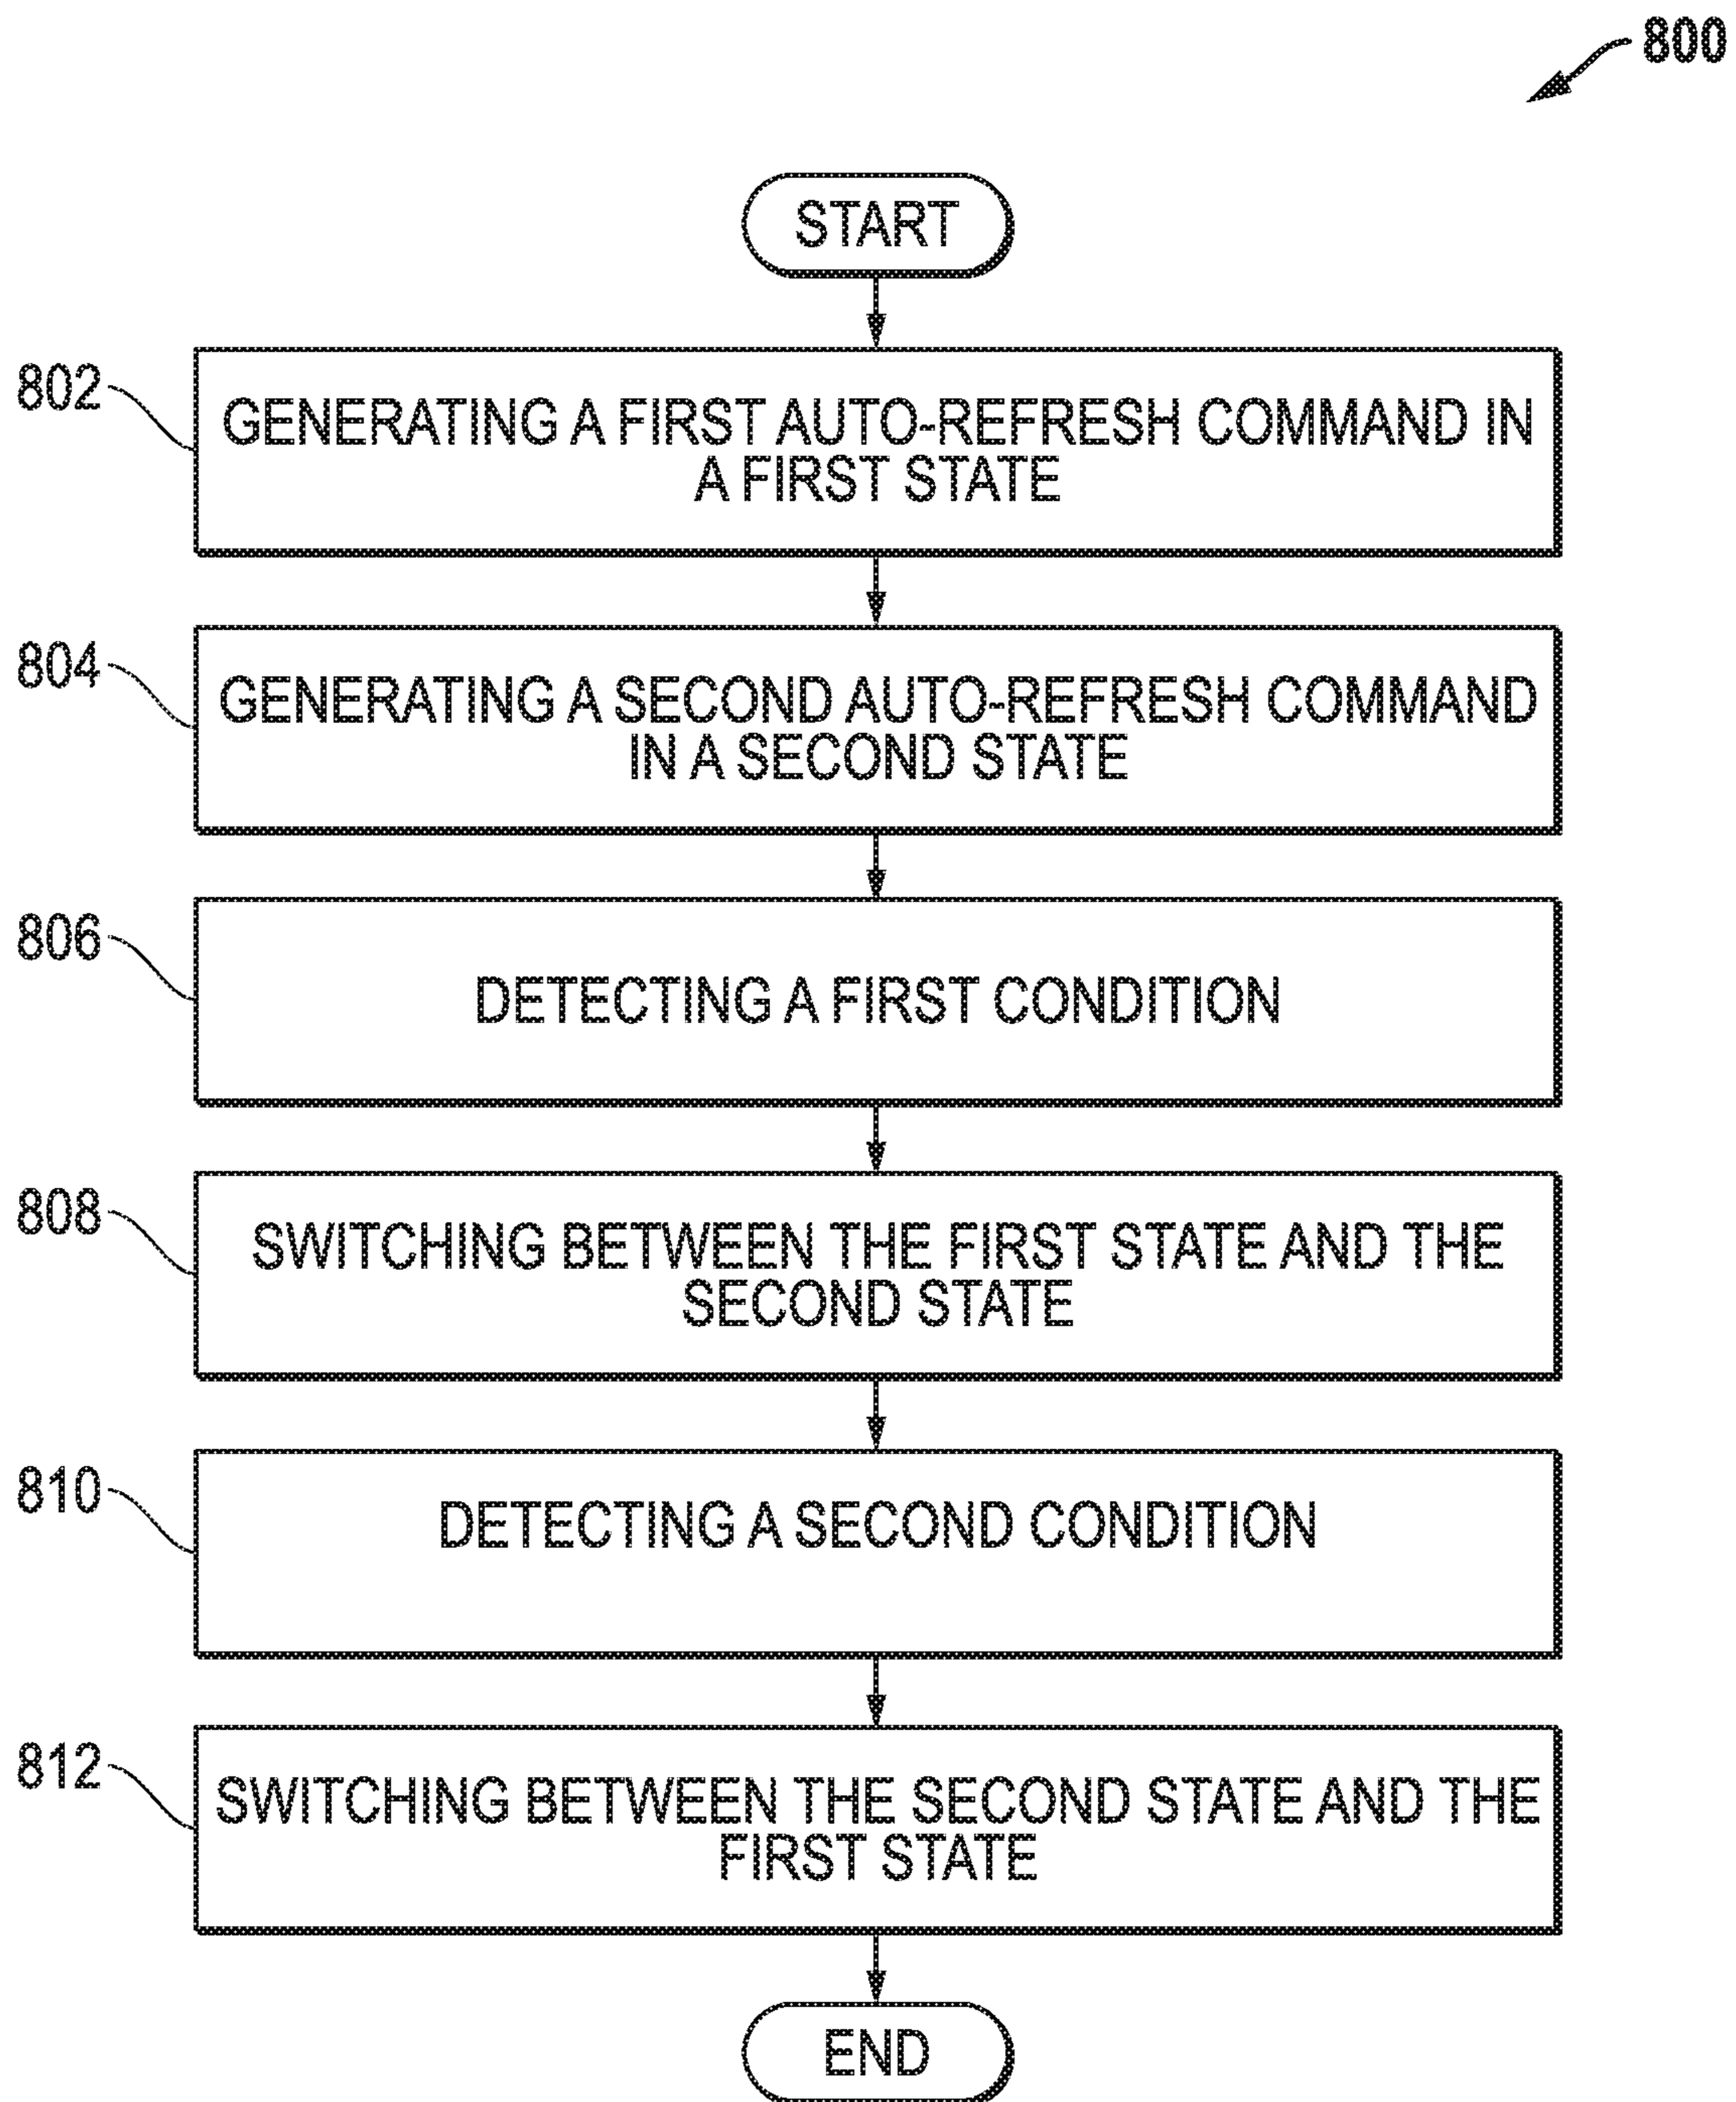 800
START
802
GENERATING A FIRST AUTO-REFRESH COMMAND IN
A FIRST STATE
804
GENERATING A SECOND AUTO-REFRESH COMMAND
IN A SECOND STATE
806
DETECTING A FIRST CONDITION
808
SWITCHING BETWEEN THE FIRST STATE AND THE
SECOND STATE
810
DETECTING A SECOND CONDITION
812
SWITCHING BETWEEN THE SECOND STATE AND THE
FIRST STATE
END